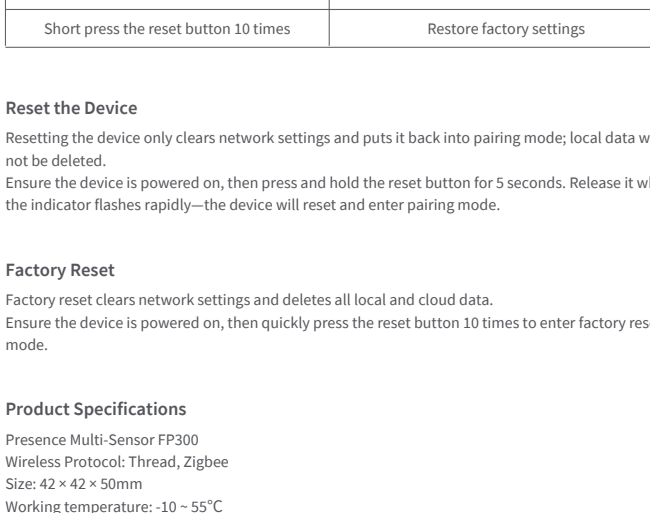 Short press the reset button 10 times Restore factory settings
Reset the Device
Resetting the device only clears network settings and puts it back into pairing mode; local data
not be deleted.
Ensure the device is powered on, then press and hold the reset button for 5 seconds. Release it
the indicator flashes rapidly—the device will reset and enter pairing mode.
Factory Reset
Factory reset clears network settings and deletes all local and cloud data.
Ensure the device is powered on, then quickly press the reset button 10 times to enter factory
mode.
Product Specifications
Presence Multi-Sensor FP300
Wireless Protocol: Thread, Zigbee
Size: 42 × 42 × 50mm
Working temperature: -10 ~ 55℃